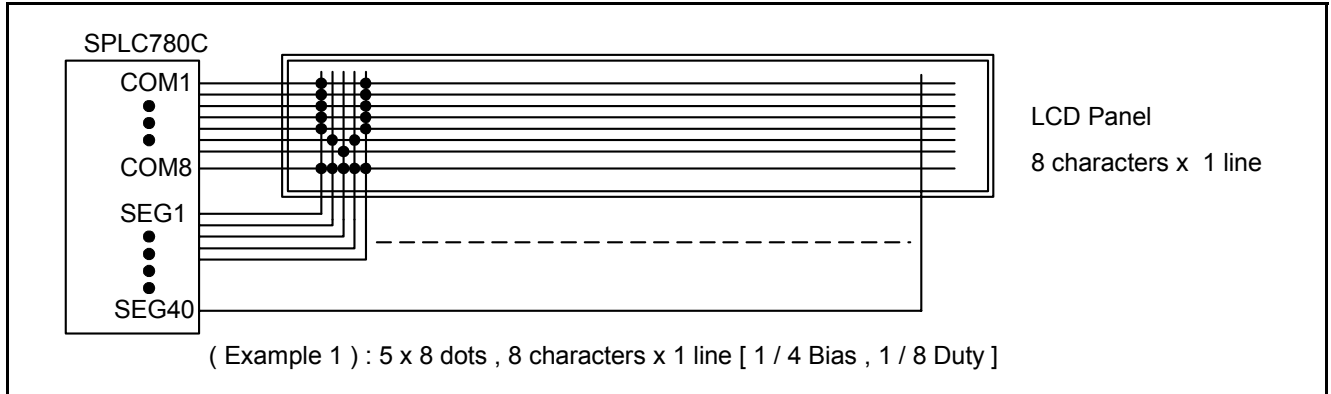 SPLC780C
COM1
COM8
SEG1
SEG40
LCD Panel
8 characters x 1 line
( Example 1 ) : 5 x 8 dots , 8 characters x 1 line [ 1 / 4 Bias , 1 / 8 Duty ]